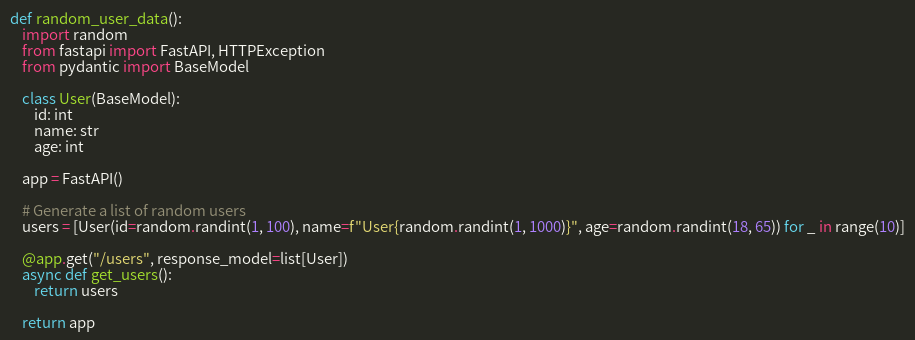 def random_user_data():
    import random
    from fastapi import FastAPI, HTTPException
    from pydantic import BaseModel

    class User(BaseModel):
        id: int
        name: str
        age: int

    app = FastAPI()

    # Generate a list of random users
    users = [User(id=random.randint(1, 100), name=f"User{random.randint(1, 1000)}", age=random.randint(18, 65)) for _ in range(10)]

    @app.get("/users", response_model=list[User])
    async def get_users():
        return users

    return app